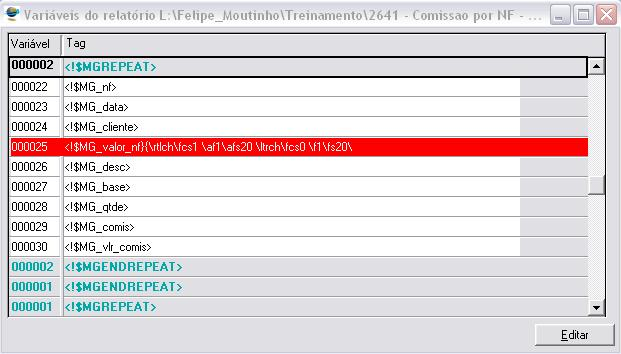 Variáveis do relatório L:\Felipe_Moutinho\Treinamento\2641 - Comissao por NF - ...
Variável Tag
000002 <!$MGREPEAT>
000022 <!$MG_nf>
000023 <!$MG_data>
000024 <!$MG_cliente>
000025 <!$MG_valor_nf}{\rtlch\fcs1 \af1\afs20 \ltrch\fcs0 \f1\fs20\
000026 <!$MG_desc>
000027 <!$MG_base>
000028 <!$MG_qtde>
000029 <!$MG_comis>
000030 <!$MG_vlr_comis>
000002 <!$MGENDREPEAT>
000001 <!$MGENDREPEAT>
000001 <!$MGREPEAT>
Editar